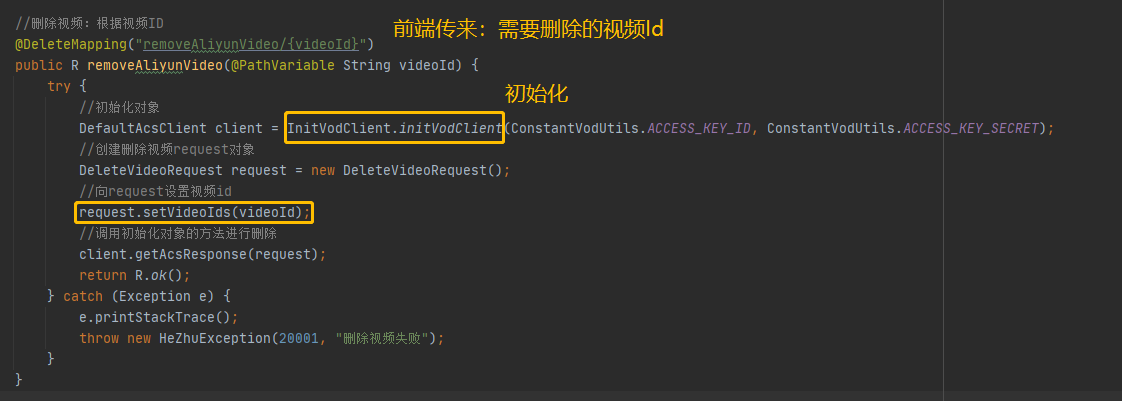 //删除视频：根据视频ID
前端传来：需要删除的视频Id
@DeleteMapping("removeAliyunVideo/{videoId}")
public R removeAliyunVideo(@PathVariable String videoId) {
try {
初始化
//初始化对象
DefaultAcsClient client = InitVodClient.initVodClient(ConstantVodUtils.ACCESS_KEY_ID, ConstantVodUtils.ACCESS_KEY_SECRET);
//创建删除视频request对象
DeleteVideoRequest request = new DeleteVideoRequest();
//向request设置视频id
request.setVideoIds(videoId);
//调用初始化对象的方法进行删除
client.getAcsResponse(request);
return R.ok();
} catch (Exception e) {
e.printStackTrace();
throw new HeZhuException(20001, "删除视频失败");
}
}